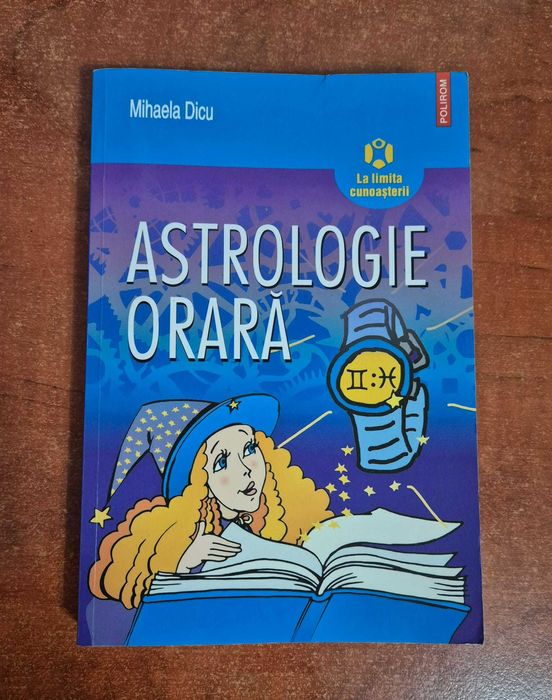 Mihaela Dicu
POLIROM
La limita
cunoașterii
ASTROLOGIE
ORARĂ
♊:♓